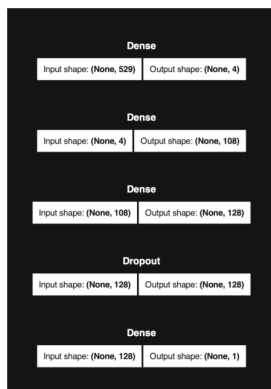 Dense
Input shape: (None, 529) Output shape: (None, 4)
Dense
Input shape: (None, 4) Output shape: (None, 108)
Dense
Input shape: (None, 108) Output shape: (None, 128)
Dropout
Input shape: (None, 128) Output shape: (None, 128)
Dense
Input shape: (None, 128) Output shape: (None, 1)